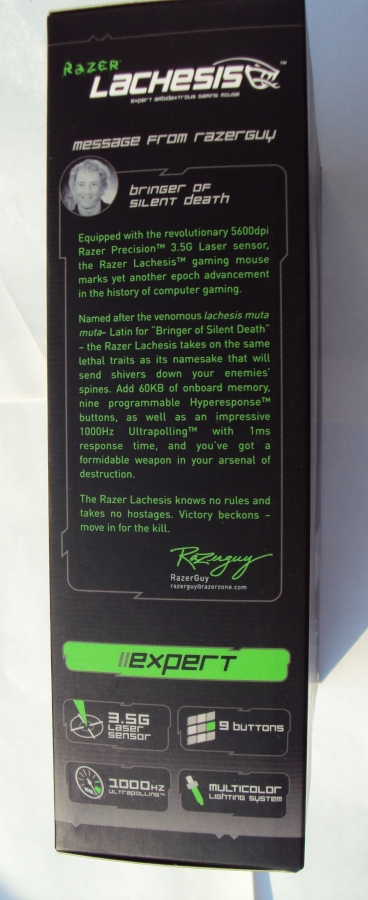 RAZER
LACHESIS™
expert ambidextrous gaming mouse
message from razerguy
bringer of
silent death
Equipped with the revolutionary 5600dpi
Razer Precision™ 3.5G Laser sensor,
the Razer Lachesis™ gaming mouse
marks yet another epoch advancement
in the history of computer gaming.
Named after the venomous lachesis muta
muta– Latin for “Bringer of Silent Death”
– the Razer Lachesis takes on the same
lethal traits as its namesake that will
send shivers down your enemies’
spines. Add 60KB of onboard memory,
nine programmable Hyperesponse™
buttons, as well as an impressive
1000Hz Ultrapolling™ with 1ms
response time, and you’ve got a
formidable weapon in your arsenal of
destruction.
The Razer Lachesis knows no rules and
takes no hostages. Victory beckons –
move in for the kill.
Razerguy
RazerGuy
razerguy@razerzone.com
expert
3.5G
Laser
sensor
9 buttons
1000Hz
Ultrapolling™
multicolor
Lighting system